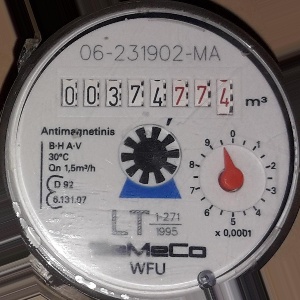 06-231902-MA
00374774 m³
Antimagnetinis
B-H A-V
30°C
Qn 1,5m³/h
D 92
6.131.07
LT 1-271
1995
9 0 1
8 2
7 3
6 5 4
x 0,0001
WFU